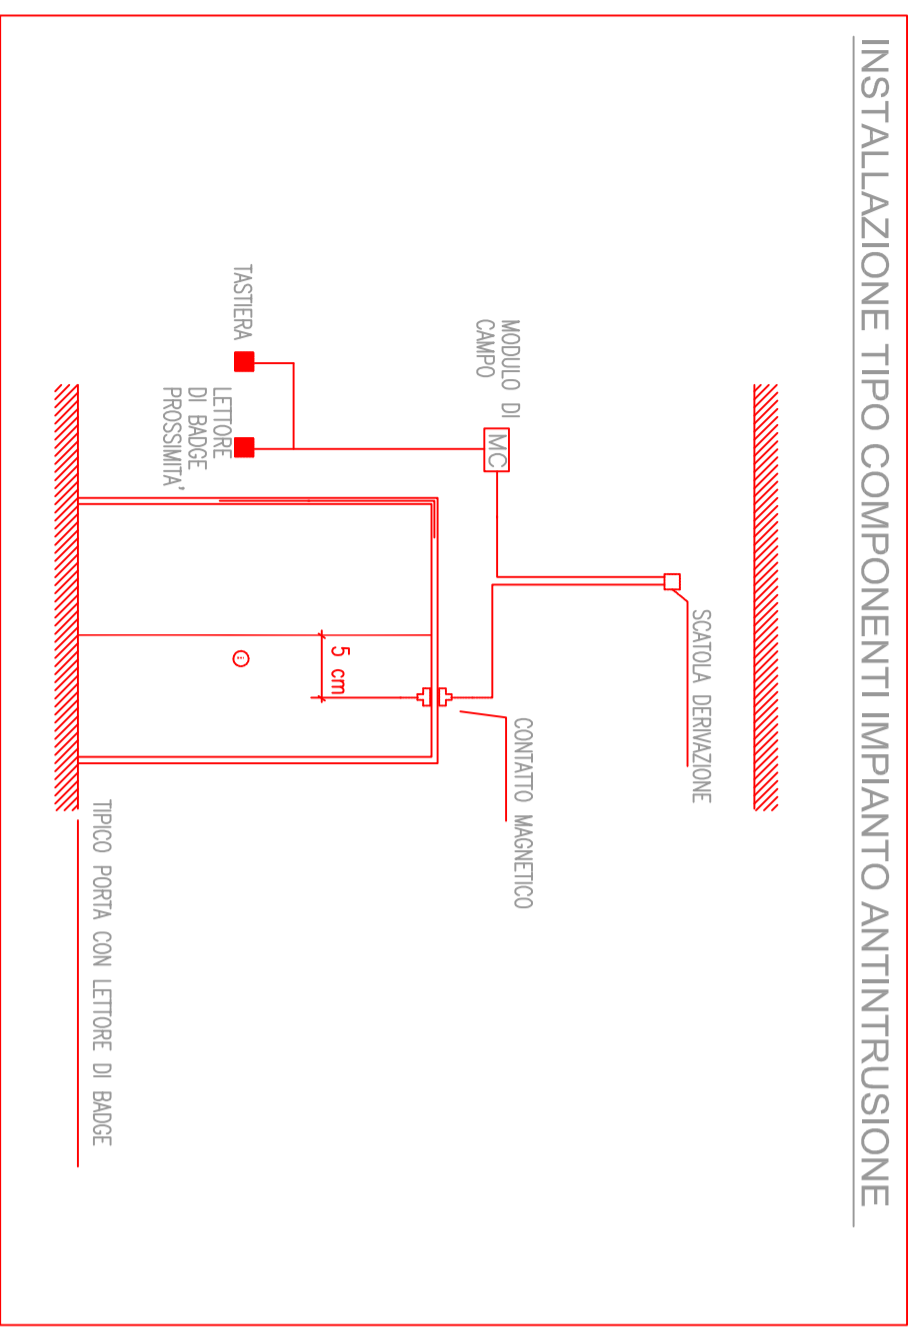 INSTALLAZIONE TIPO COMPONENTI IMPIANTO ANTINTRUSIONE
SCATOLA DERIVAZIONE
MODULO DI
CAMPO
MC
CONTATTO MAGNETICO
5 cm
TASTIERA
LETTORE
DI BADGE
PROSSIMITA'
TIPICO PORTA CON LETTORE DI BADGE